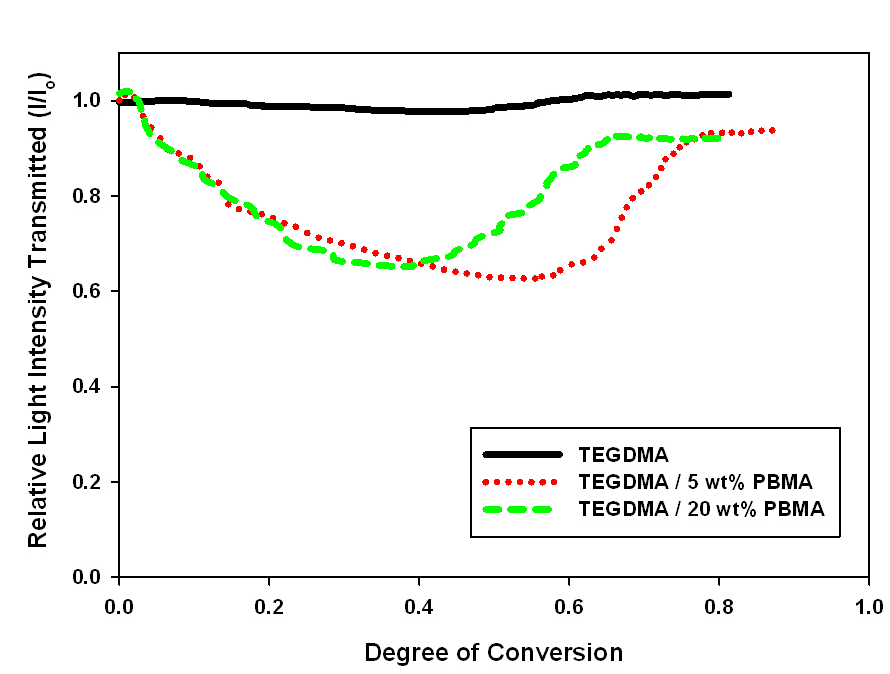 Relative Light Intensity Transmitted (I/Io)
1.0
0.8
0.6
0.4
0.2
0.0
TEGDMA
TEGDMA / 5 wt% PBMA
TEGDMA / 20 wt% PBMA
0.0 0.2 0.4 0.6 0.8 1.0
Degree of Conversion